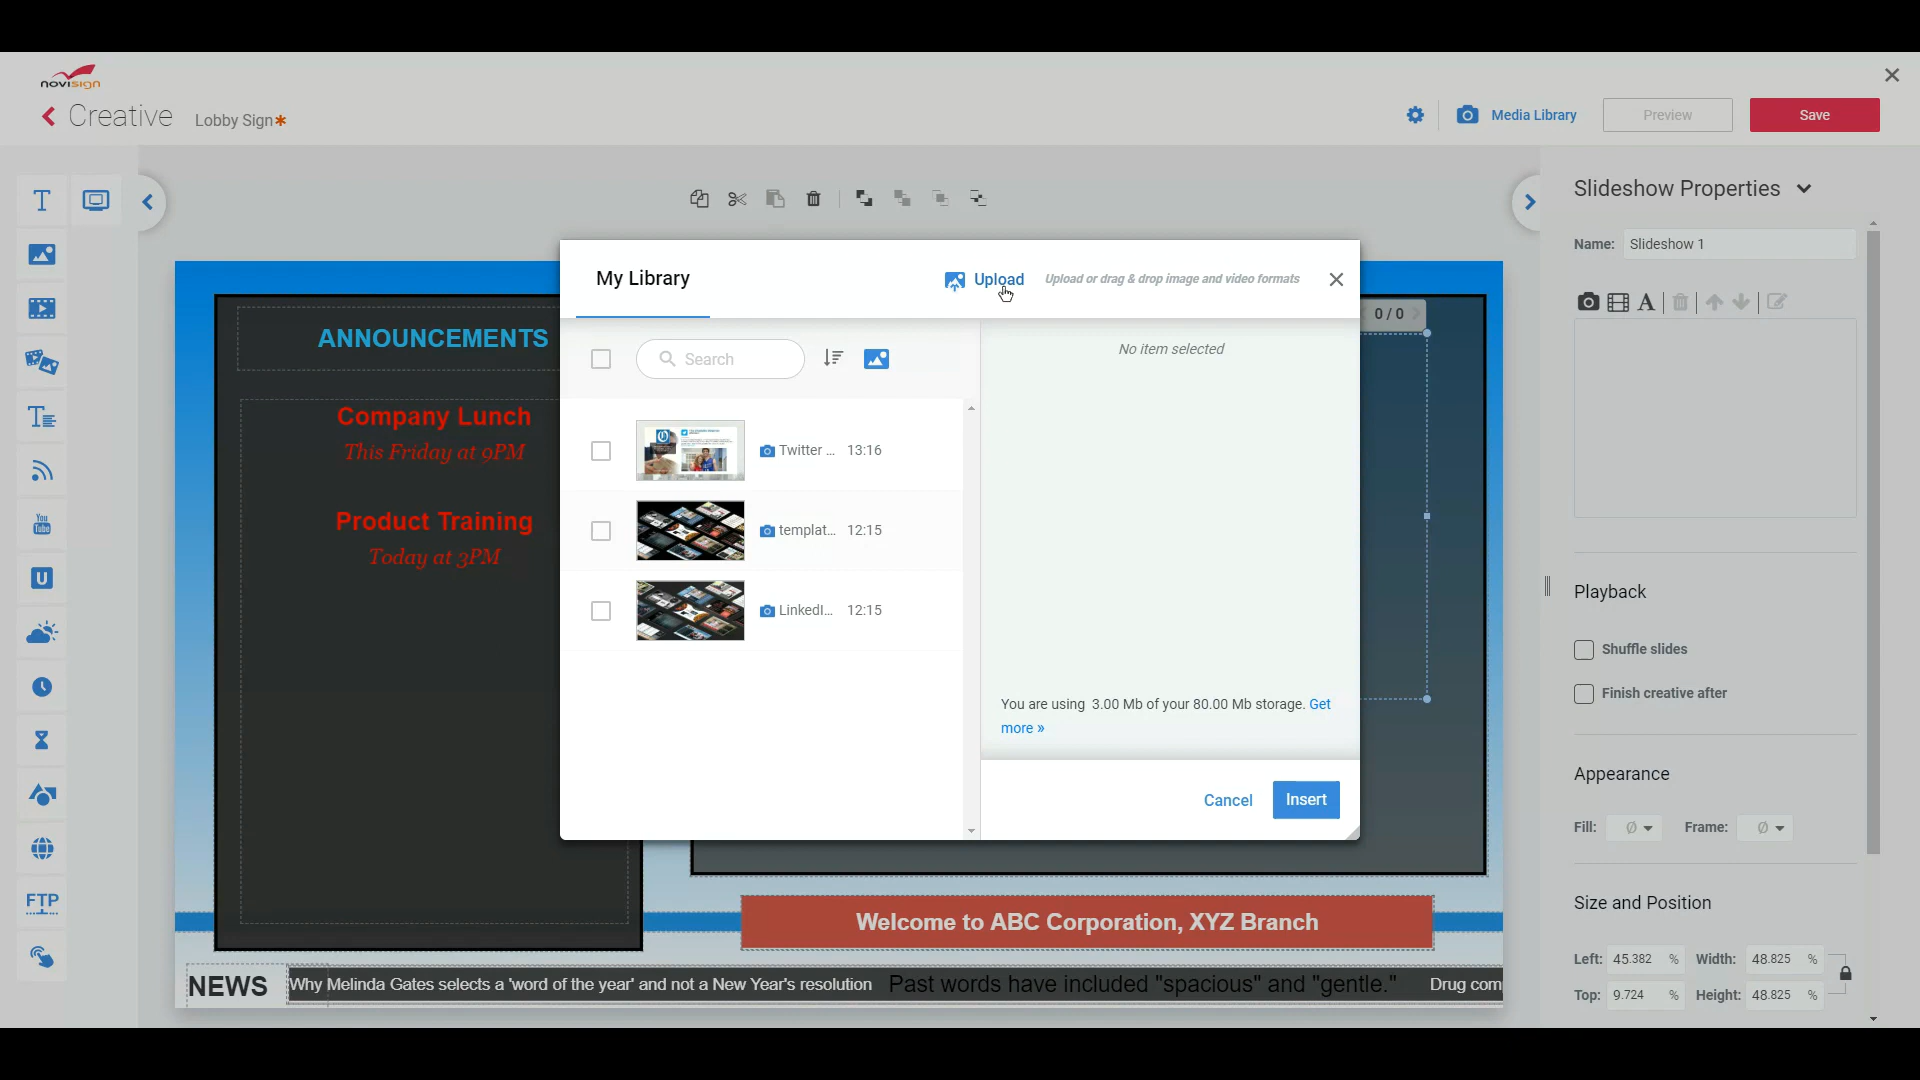 novisign
Creative
Lobby Sign*
Media Library
Preview
Save
T
Slideshow Properties
Name:
Slideshow 1
A
My Library
Upload
Upload or drag & drop image and video formats
0 / 0
Search
No item selected
Twitter ...
13:16
templat...
12:15
LinkedI...
12:15
You are using 3.00 Mb of your 80.00 Mb storage. Get
more »
Cancel
Insert
ANNOUNCEMENTS
Company Lunch
This Friday at 9PM
Product Training
Today at 3PM
T
You
Tube
U
FTP
Playback
Shuffle slides
Finish creative after
Appearance
Fill:
Ø
Frame:
Ø
Size and Position
Left:
45.382 %
Width:
48.825 %
Top:
9.724 %
Height:
48.825 %
Welcome to ABC Corporation, XYZ Branch
NEWS
Why Melinda Gates selects a 'word of the year' and not a New Year's resolution
Past words have included "spacious" and "gentle."
Drug com